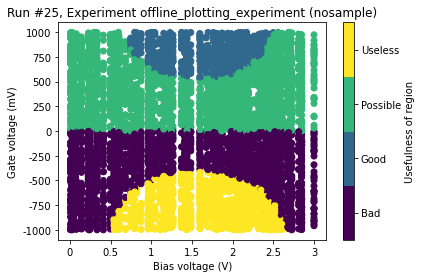 Run #25, Experiment offline_plotting_experiment (nosample)
1000
750
500
250
0
-250
-500
-750
-1000
Gate voltage (mV)
0
0.5
1
1.5
2
2.5
3
Bias voltage (V)
Useless
Possible
Good
Bad
Usefulness of region